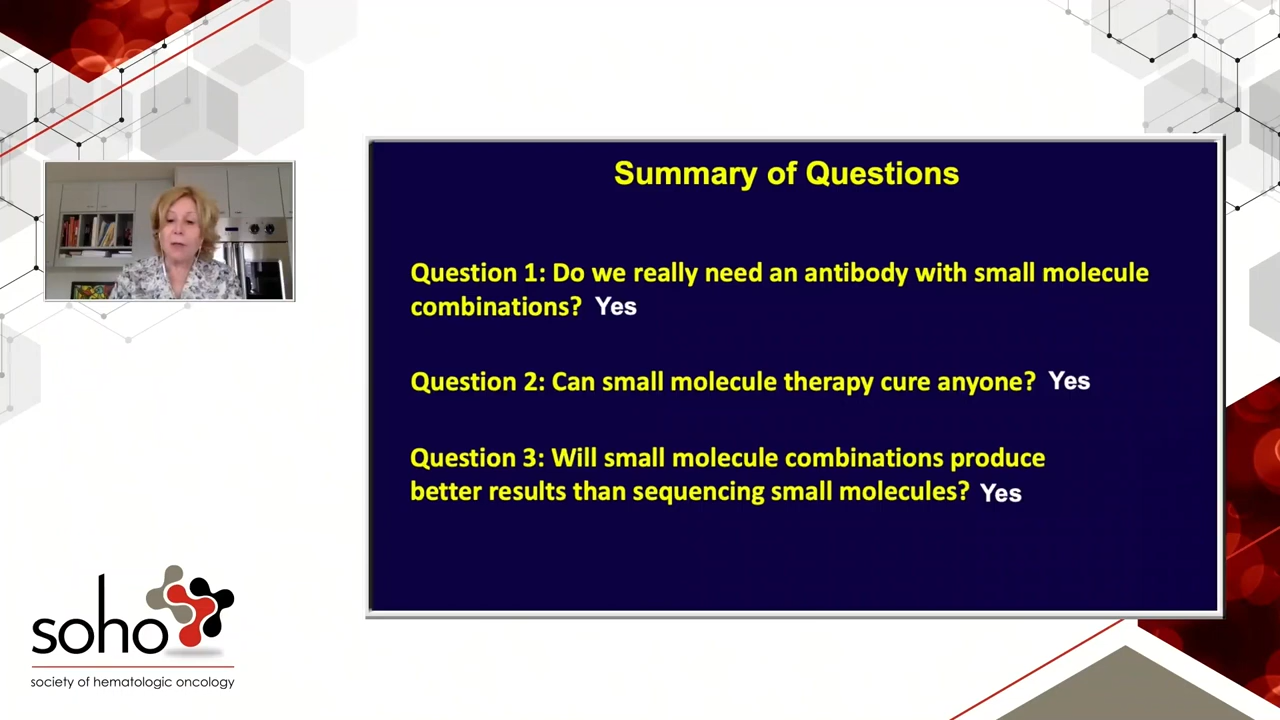 Summary of Questions
Question 1: Do we really need an antibody with small molecule
combinations? Yes
Question 2: Can small molecule therapy cure anyone? Yes
Question 3: Will small molecule combinations produce
better results than sequencing small molecules? Yes
soho
society of hematologic oncology